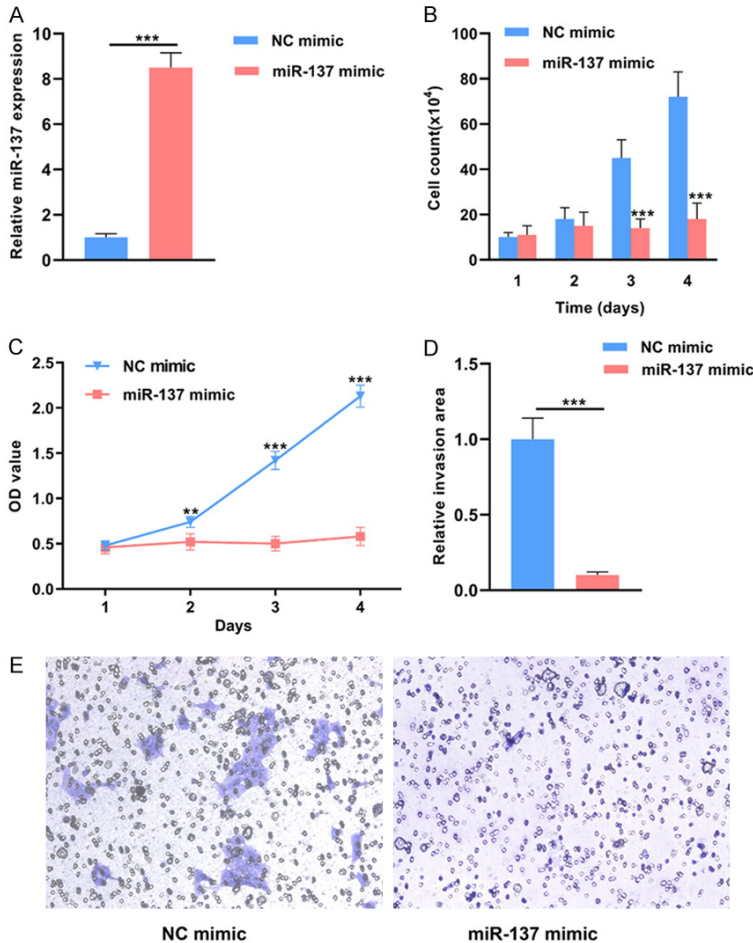 A
Relative miR-137 expression
10
8
6
4
2
0
***
NC mimic
miR-137 mimic
B
Cell count(x10⁴)
100
80
60
40
20
0
NC mimic
miR-137 mimic
***
***
1 2 3 4
Time (days)
C
OD value
2.5
2.0
1.5
1.0
0.5
0.0
NC mimic
miR-137 mimic
**
***
***
1 2 3 4
Days
D
Relative invasion area
1.5
1.0
0.5
0.0
NC mimic
miR-137 mimic
***
E
NC mimic
miR-137 mimic